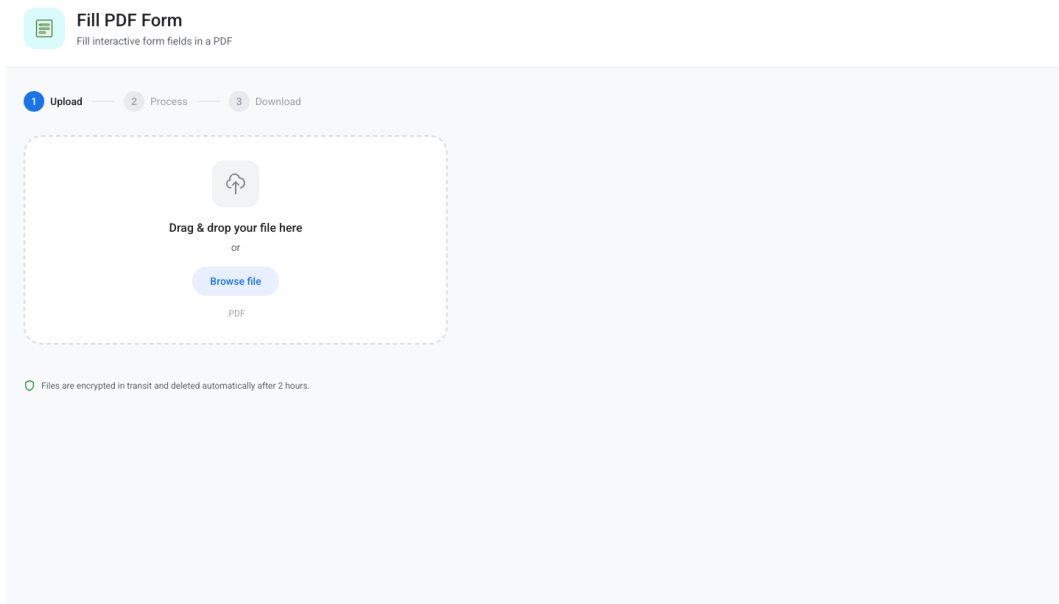 Fill PDF Form
Fill interactive form fields in a PDF
1 Upload 2 Process 3 Download
Drag & drop your file here
or
Browse file
.PDF
Files are encrypted in transit and deleted automatically after 2 hours.